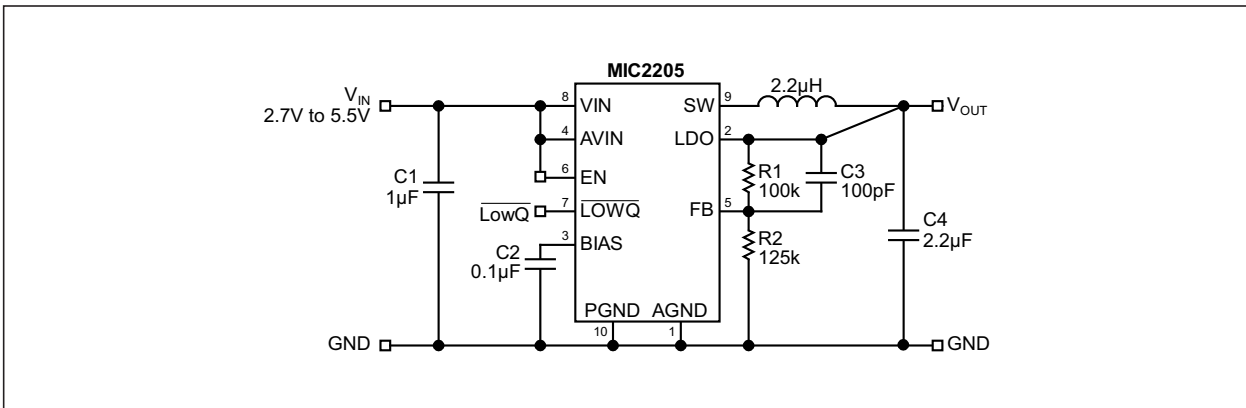 MIC2205
VIN
2.7V to 5.5V
8
VIN
4
AVIN
6
EN
LowQ
7
LOWQ
3
BIAS
C1
1µF
C2
0.1µF
SW
9
2.2µH
VOUT
LDO
2
R1
100k
C3
100pF
FB
5
R2
125k
C4
2.2µF
PGND
AGND
10
1
GND
GND